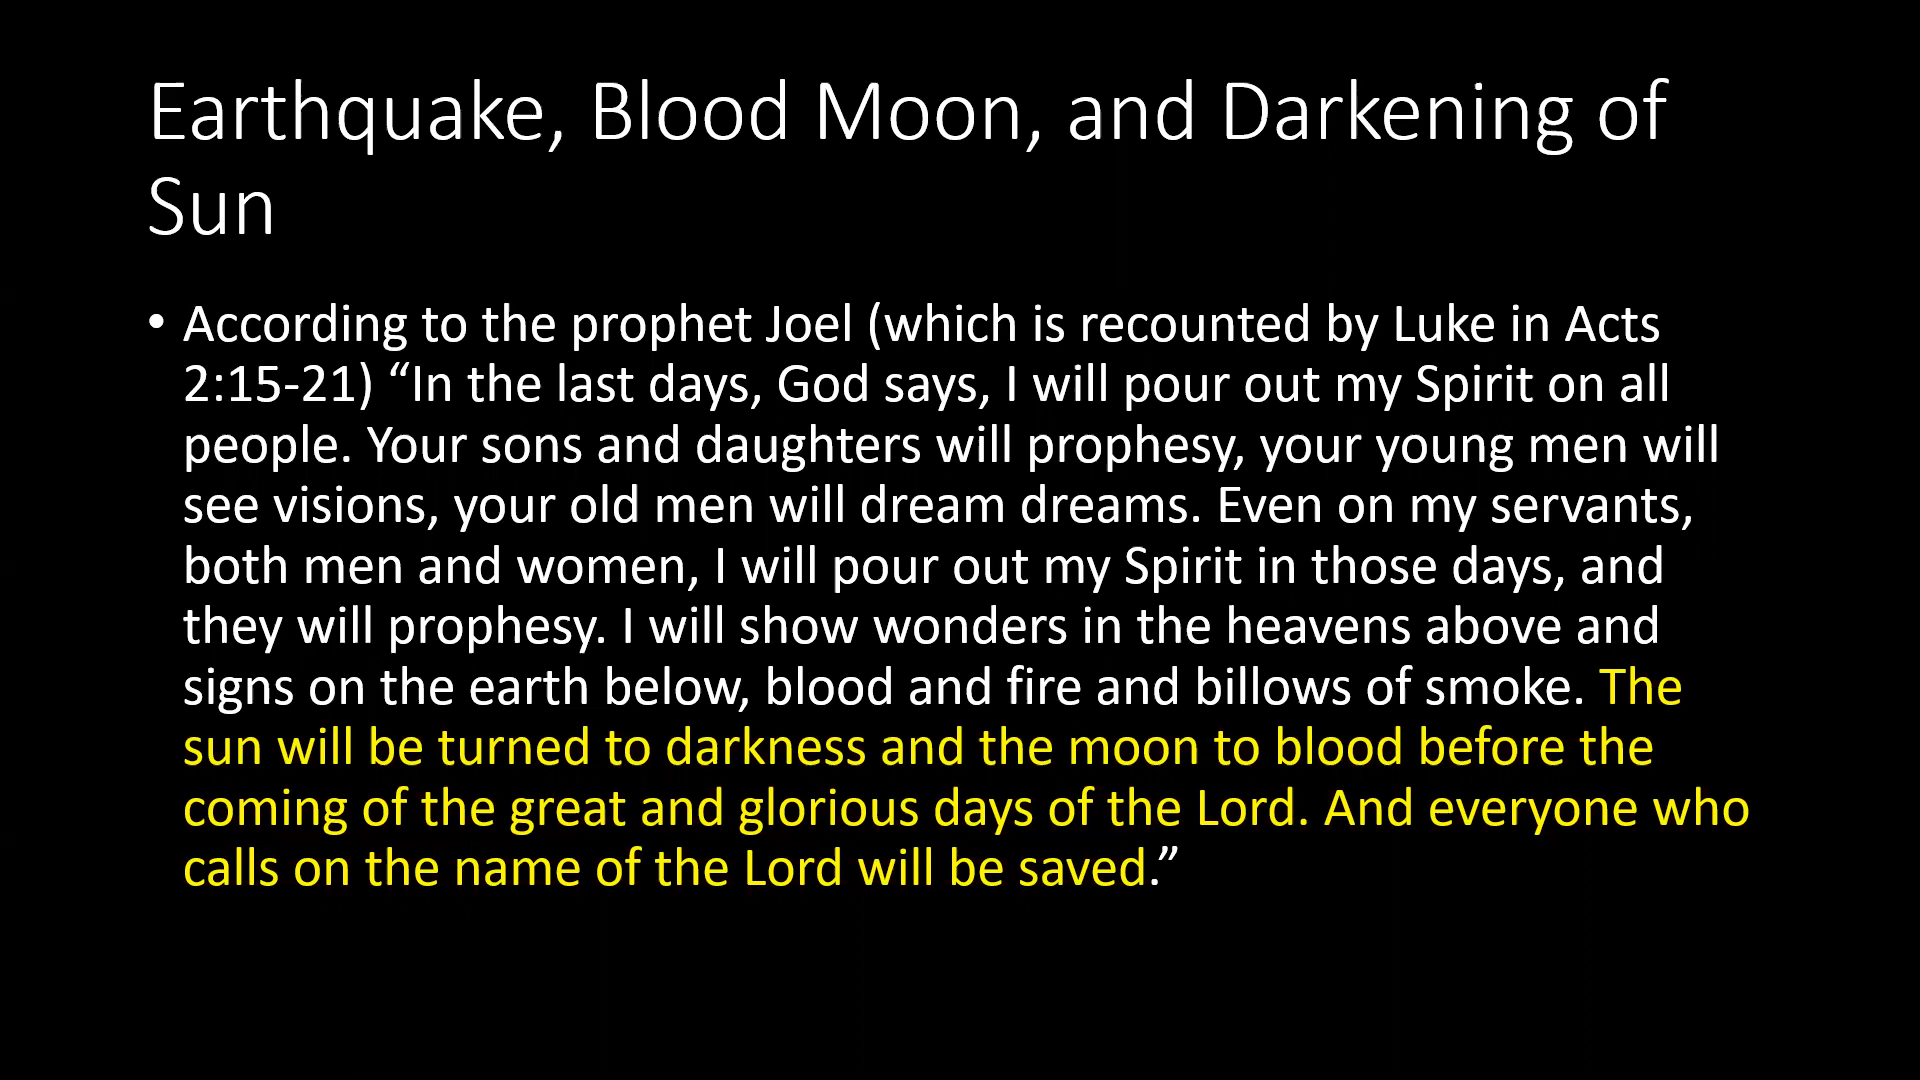 Earthquake, Blood Moon, and Darkening of
Sun
• According to the prophet Joel (which is recounted by Luke in Acts
2:15-21) “In the last days, God says, I will pour out my Spirit on all
people. Your sons and daughters will prophesy, your young men will
see visions, your old men will dream dreams. Even on my servants,
both men and women, I will pour out my Spirit in those days, and
they will prophesy. I will show wonders in the heavens above and
signs on the earth below, blood and fire and billows of smoke. The
sun will be turned to darkness and the moon to blood before the
coming of the great and glorious days of the Lord. And everyone who
calls on the name of the Lord will be saved.”